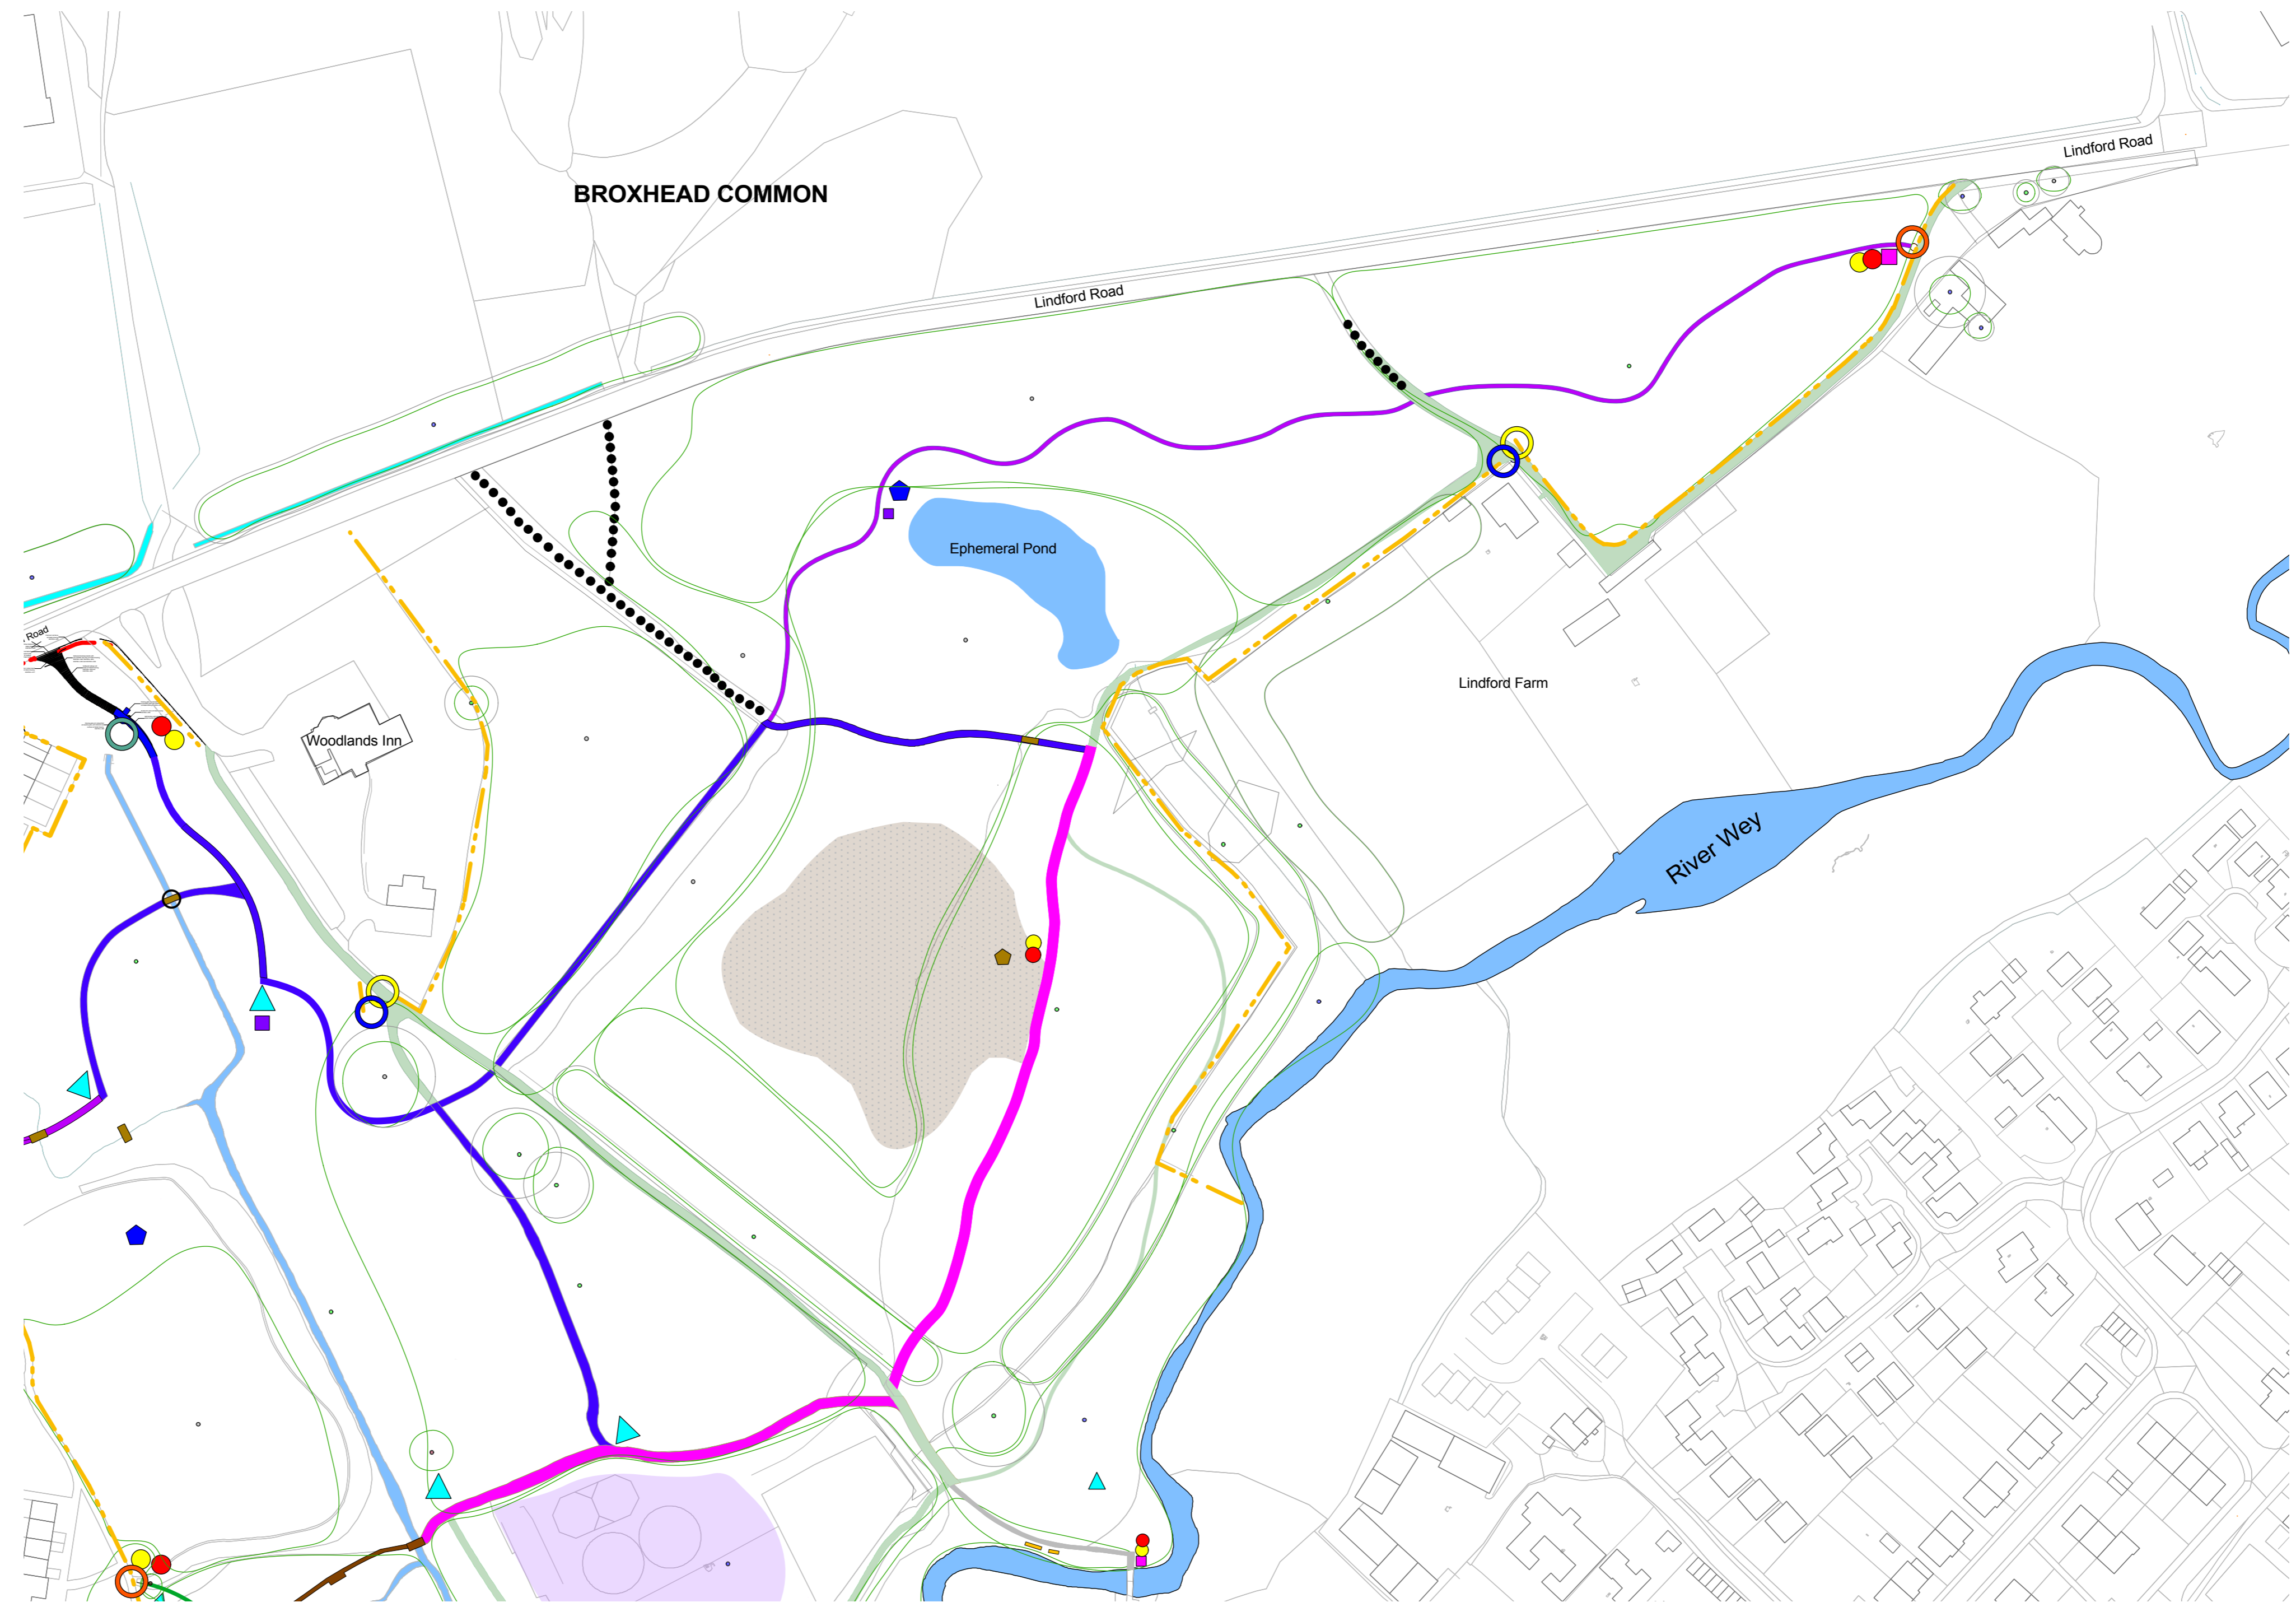 BROXHEAD COMMON
Lindford Road
Lindford Road
Ephemeral Pond
Road
Lindford Farm
Woodlands Inn
River Wey